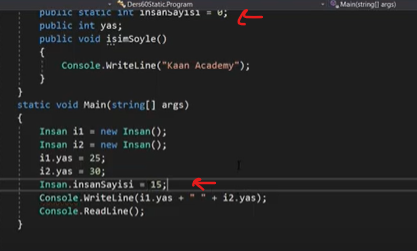 Ders60Static.Program Main(string[] args)
public static int insanSayisi = 0;
public int yas;
public void isimSoyle()
{
Console.WriteLine("Kaan Academy");
}
}
static void Main(string[] args)
{
Insan i1 = new Insan();
Insan i2 = new Insan();
i1.yas = 25;
i2.yas = 30;
Insan.insanSayisi = 15;
Console.WriteLine(i1.yas + " " + i2.yas);
Console.ReadLine();
}